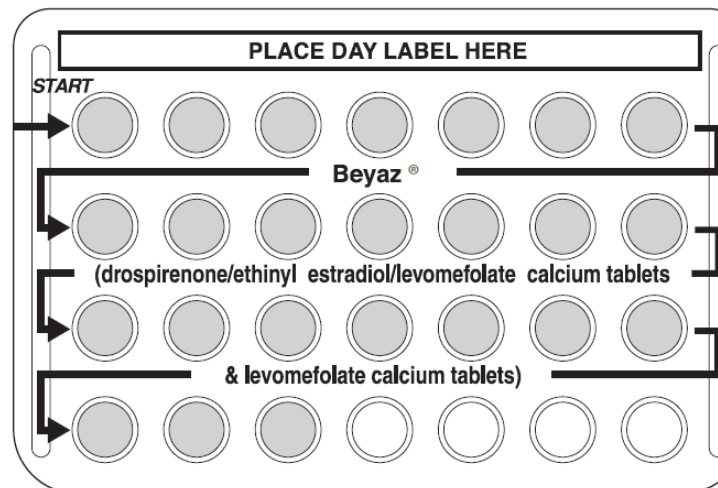 PLACE DAY LABEL HERE
START
Beyaz ®
(drospirenone/ethinyl estradiol/levomefolate calcium tablets
& levomefolate calcium tablets)